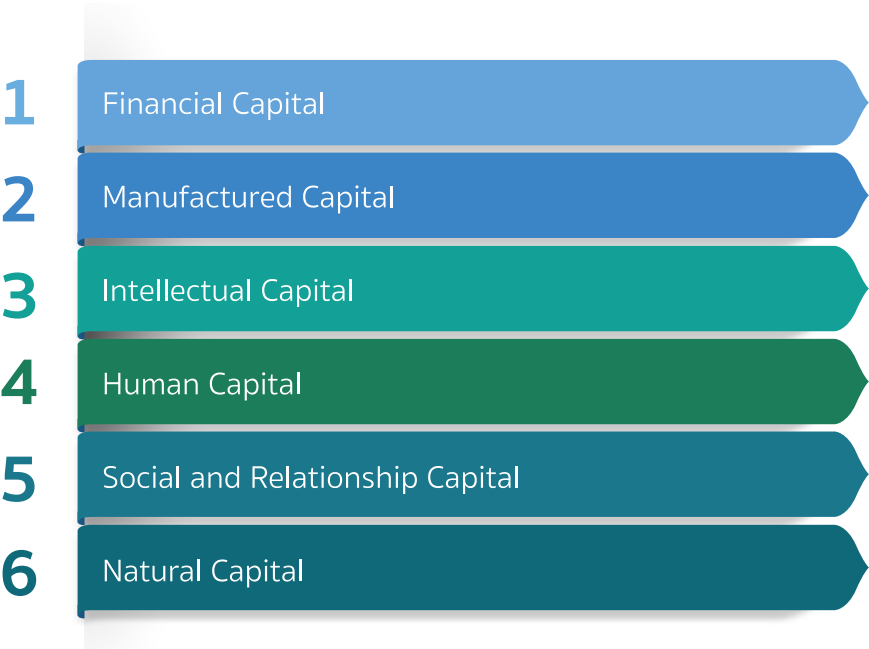 1 Financial Capital
2 Manufactured Capital
3 Intellectual Capital
4 Human Capital
5 Social and Relationship Capital
6 Natural Capital